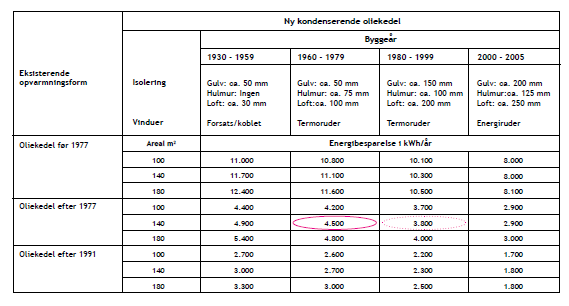 Ny kondenserende oliekedel
Byggeår
1930 - 1959 1960 - 1979 1980 - 1999 2000 - 2005
Eksisterende
opvarmningsform
Isolering
Gulv: ca. 50 mm Gulv: ca. 50 mm Gulv: ca. 150 mm Gulv: ca. 200 mm
Hulmur: Ingen Hulmur: ca. 75 mm Hulmur: ca. 100 mm Hulmur:ca. 125 mm
Loft: ca. 30 mm Loft:ca. 100 mm Loft: ca. 200 mm Loft: ca. 250 mm
Vinduer Forsats/koblet Termoruder Termoruder Energiruder
Oliekedel før 1977 Areal m² Energibesparelse i kWh/år
100 11.000 10.800 10.100 8.000
140 11.700 11.100 10.300 8.000
180 12.400 11.600 10.500 8.100
Oliekedel efter 1977 100 4.400 4.200 3.700 2.900
140 4.900 4.500 3.800 2.900
180 5.400 4.800 4.000 3.000
Oliekedel efter 1991 100 2.700 2.600 2.200 1.700
140 3.000 2.700 2.300 1.800
180 3.300 3.000 2.500 1.800